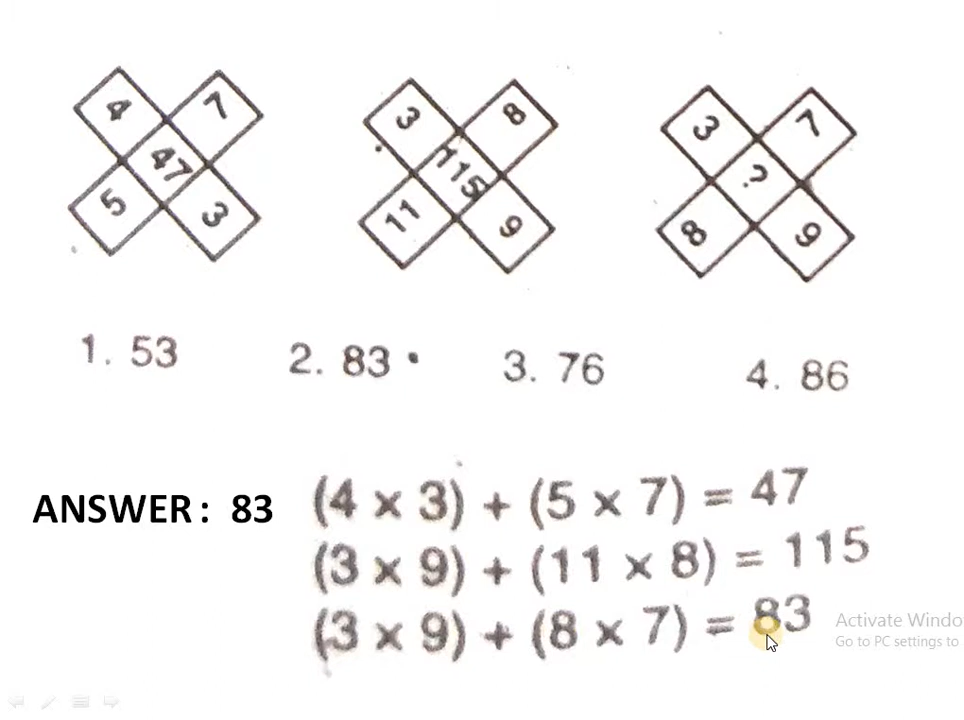 4 7
47
5 3
3 8
115
11 9
3 7
?
8 9
1. 53 2. 83 3. 76 4. 86
ANSWER : 83
(4 × 3) + (5 × 7) = 47
(3 × 9) + (11 × 8) = 115
(3 × 9) + (8 × 7) = 83
Activate Windo
Go to PC settings to